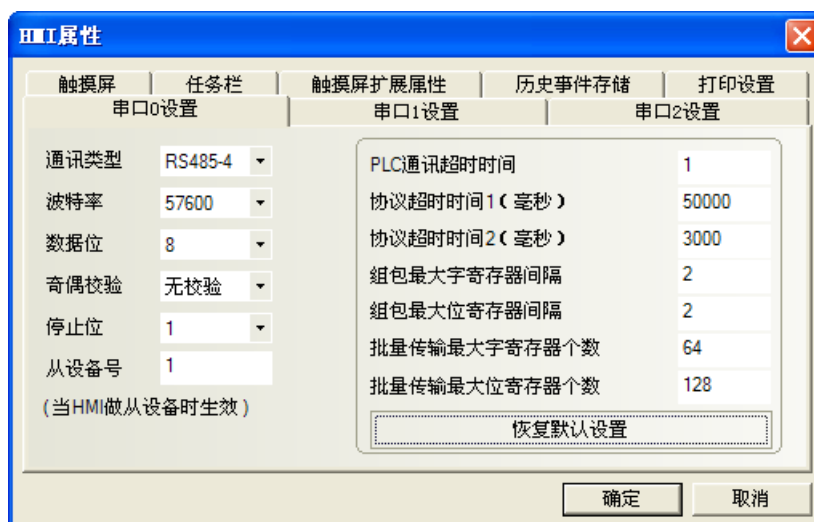 HMI属性
触摸屏 任务栏 触摸屏扩展属性 历史事件存储 打印设置
串口0设置 串口1设置 串口2设置
通讯类型 RS485-4
波特率 57600
数据位 8
奇偶校验 无校验
停止位 1
从设备号 1
(当HMI做从设备时生效)
PLC通讯超时时间 1
协议超时时间1(毫秒) 50000
协议超时时间2(毫秒) 3000
组包最大字寄存器间隔 2
组包最大位寄存器间隔 2
批量传输最大字寄存器个数 64
批量传输最大位寄存器个数 128
恢复默认设置
确定 取消